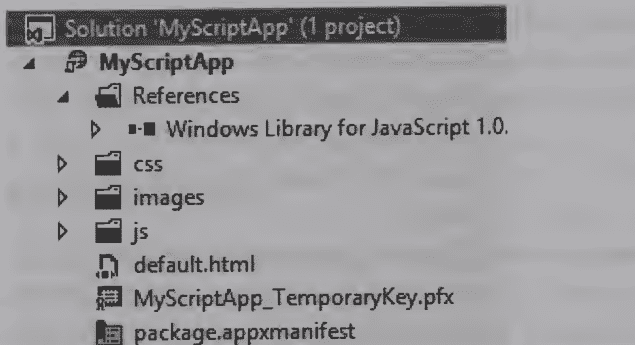 Solution 'MyScriptApp' (1 project)
MyScriptApp
References
Windows Library for JavaScript 1.0.
css
images
js
default.html
MyScriptApp_TemporaryKey.pfx
package.appxmanifest